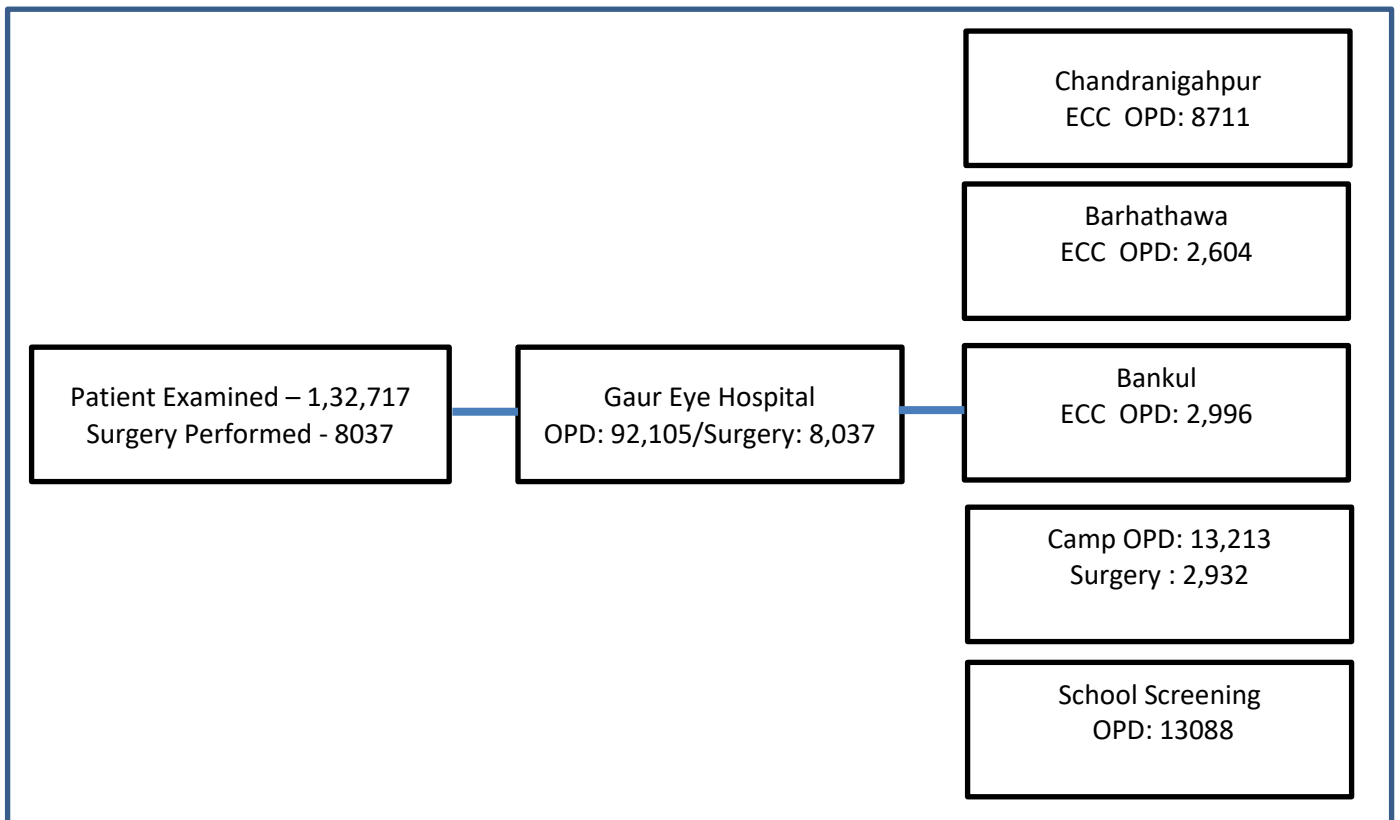 Patient Examined – 1,32,717
Surgery Performed - 8037
Gaur Eye Hospital
OPD: 92,105/Surgery: 8,037
Chandranigahpur
ECC OPD: 8711
Barhathawa
ECC OPD: 2,604
Bankul
ECC OPD: 2,996
Camp OPD: 13,213
Surgery : 2,932
School Screening
OPD: 13088